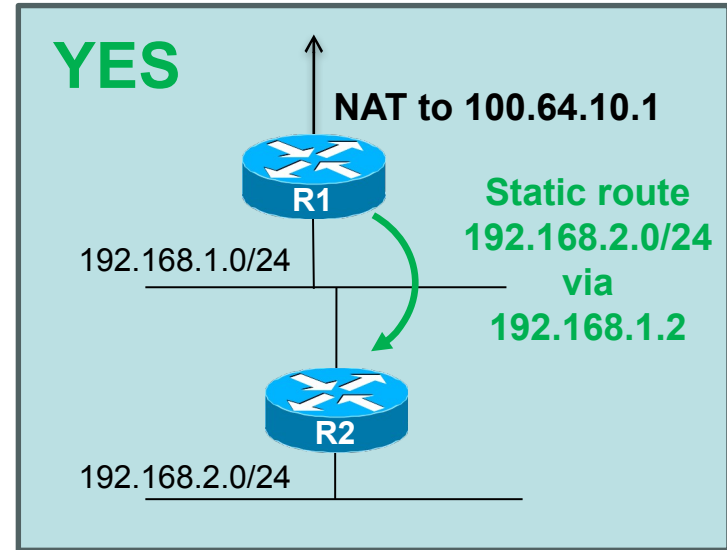 YES
NAT to 100.64.10.1
R1
Static route
192.168.2.0/24
via
192.168.1.2
192.168.1.0/24
R2
192.168.2.0/24